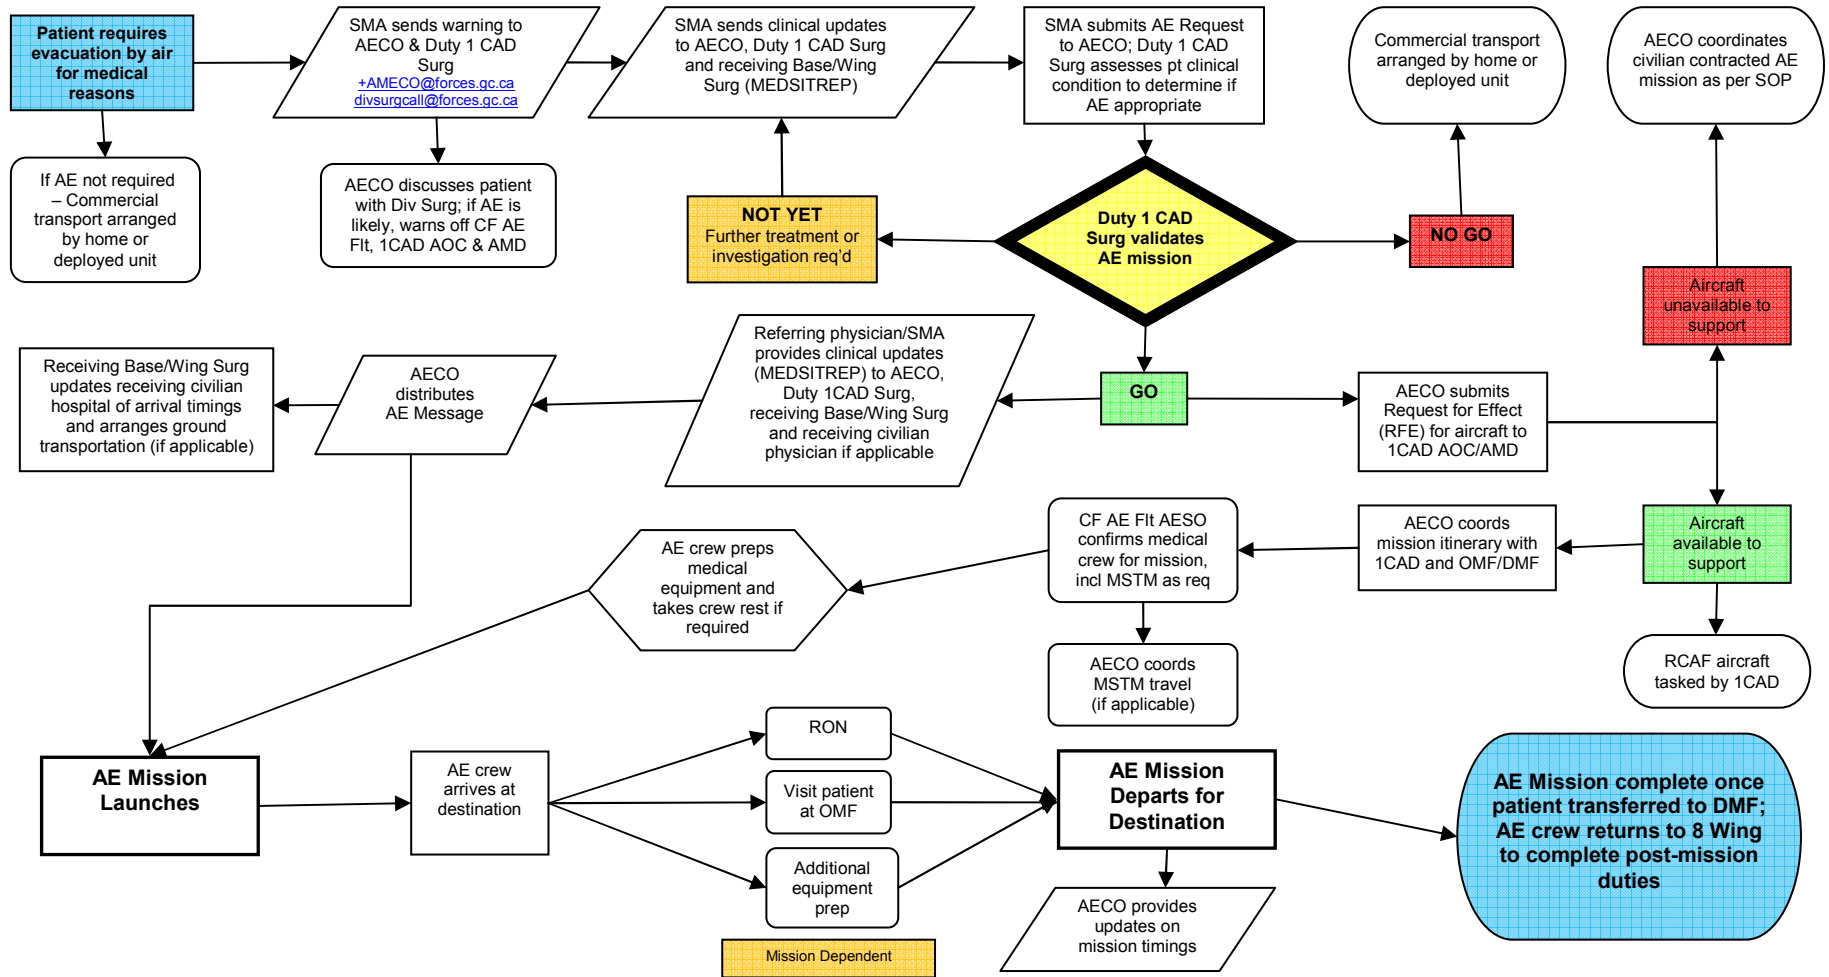 Patient requires
evacuation by air
for medical
reasons
SMA sends warning to
AECO & Duty 1 CAD
Surg
+AMECO@forces.gc.ca
divsurgcall@forces.gc.ca
SMA sends clinical updates
to AECO, Duty 1 CAD Surg
and receiving Base/Wing
Surg (MEDSITREP)
SMA submits AE Request
to AECO; Duty 1 CAD
Surg assesses pt clinical
condition to determine if
AE appropriate
Commercial transport
arranged by home or
deployed unit
AECO coordinates
civilian contracted AE
mission as per SOP
If AE not required
– Commercial
transport arranged
by home or
deployed unit
AECO discusses patient
with Div Surg; if AE is
likely, warns off CF AE
Flt, 1CAD AOC & AMD
NOT YET
Further treatment or
investigation req'd
Duty 1 CAD
Surg validates
AE mission
NO GO
Aircraft
unavailable to
support
Receiving Base/Wing Surg
updates receiving civilian
hospital of arrival timings
and arranges ground
transportation (if applicable)
AECO
distributes
AE Message
Referring physician/SMA
provides clinical updates
(MEDSITREP) to AECO,
Duty 1CAD Surg,
receiving Base/Wing Surg
and receiving civilian
physician if applicable
GO
AECO submits
Request for Effect
(RFE) for aircraft to
1CAD AOC/AMD
AE crew preps
medical
equipment and
takes crew rest if
required
CF AE Flt AESO
confirms medical
crew for mission,
incl MSTM as req
AECO coords
mission itinerary with
1CAD and OMF/DMF
Aircraft
available to
support
AECO coords
MSTM travel
(if applicable)
RCAF aircraft
tasked by 1CAD
AE Mission
Launches
AE crew
arrives at
destination
RON
Visit patient
at OMF
Additional
equipment
prep
Mission Dependent
AE Mission
Departs for
Destination
AECO provides
updates on
mission timings
AE Mission complete once
patient transferred to DMF;
AE crew returns to 8 Wing
to complete post-mission
duties